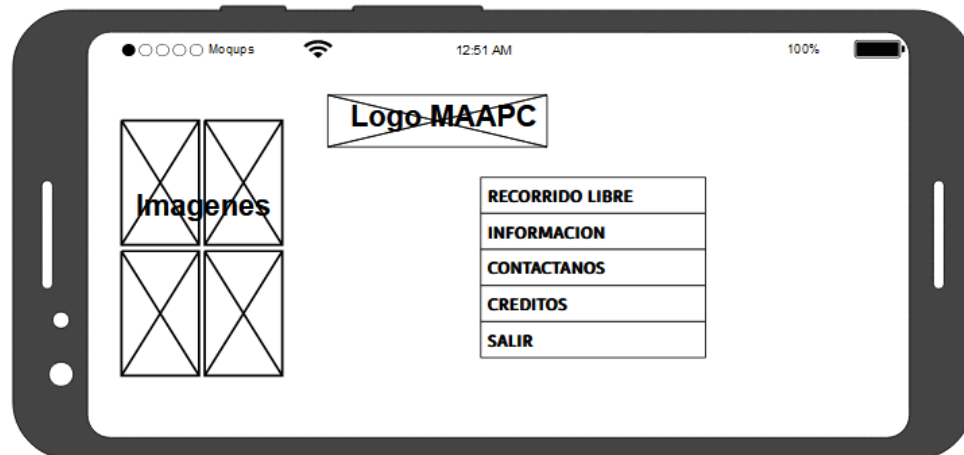 Moqups 12:51 AM 100%
Logo MAAPC
Imagenes
RECORRIDO LIBRE
INFORMACION
CONTACTANOS
CREDITOS
SALIR